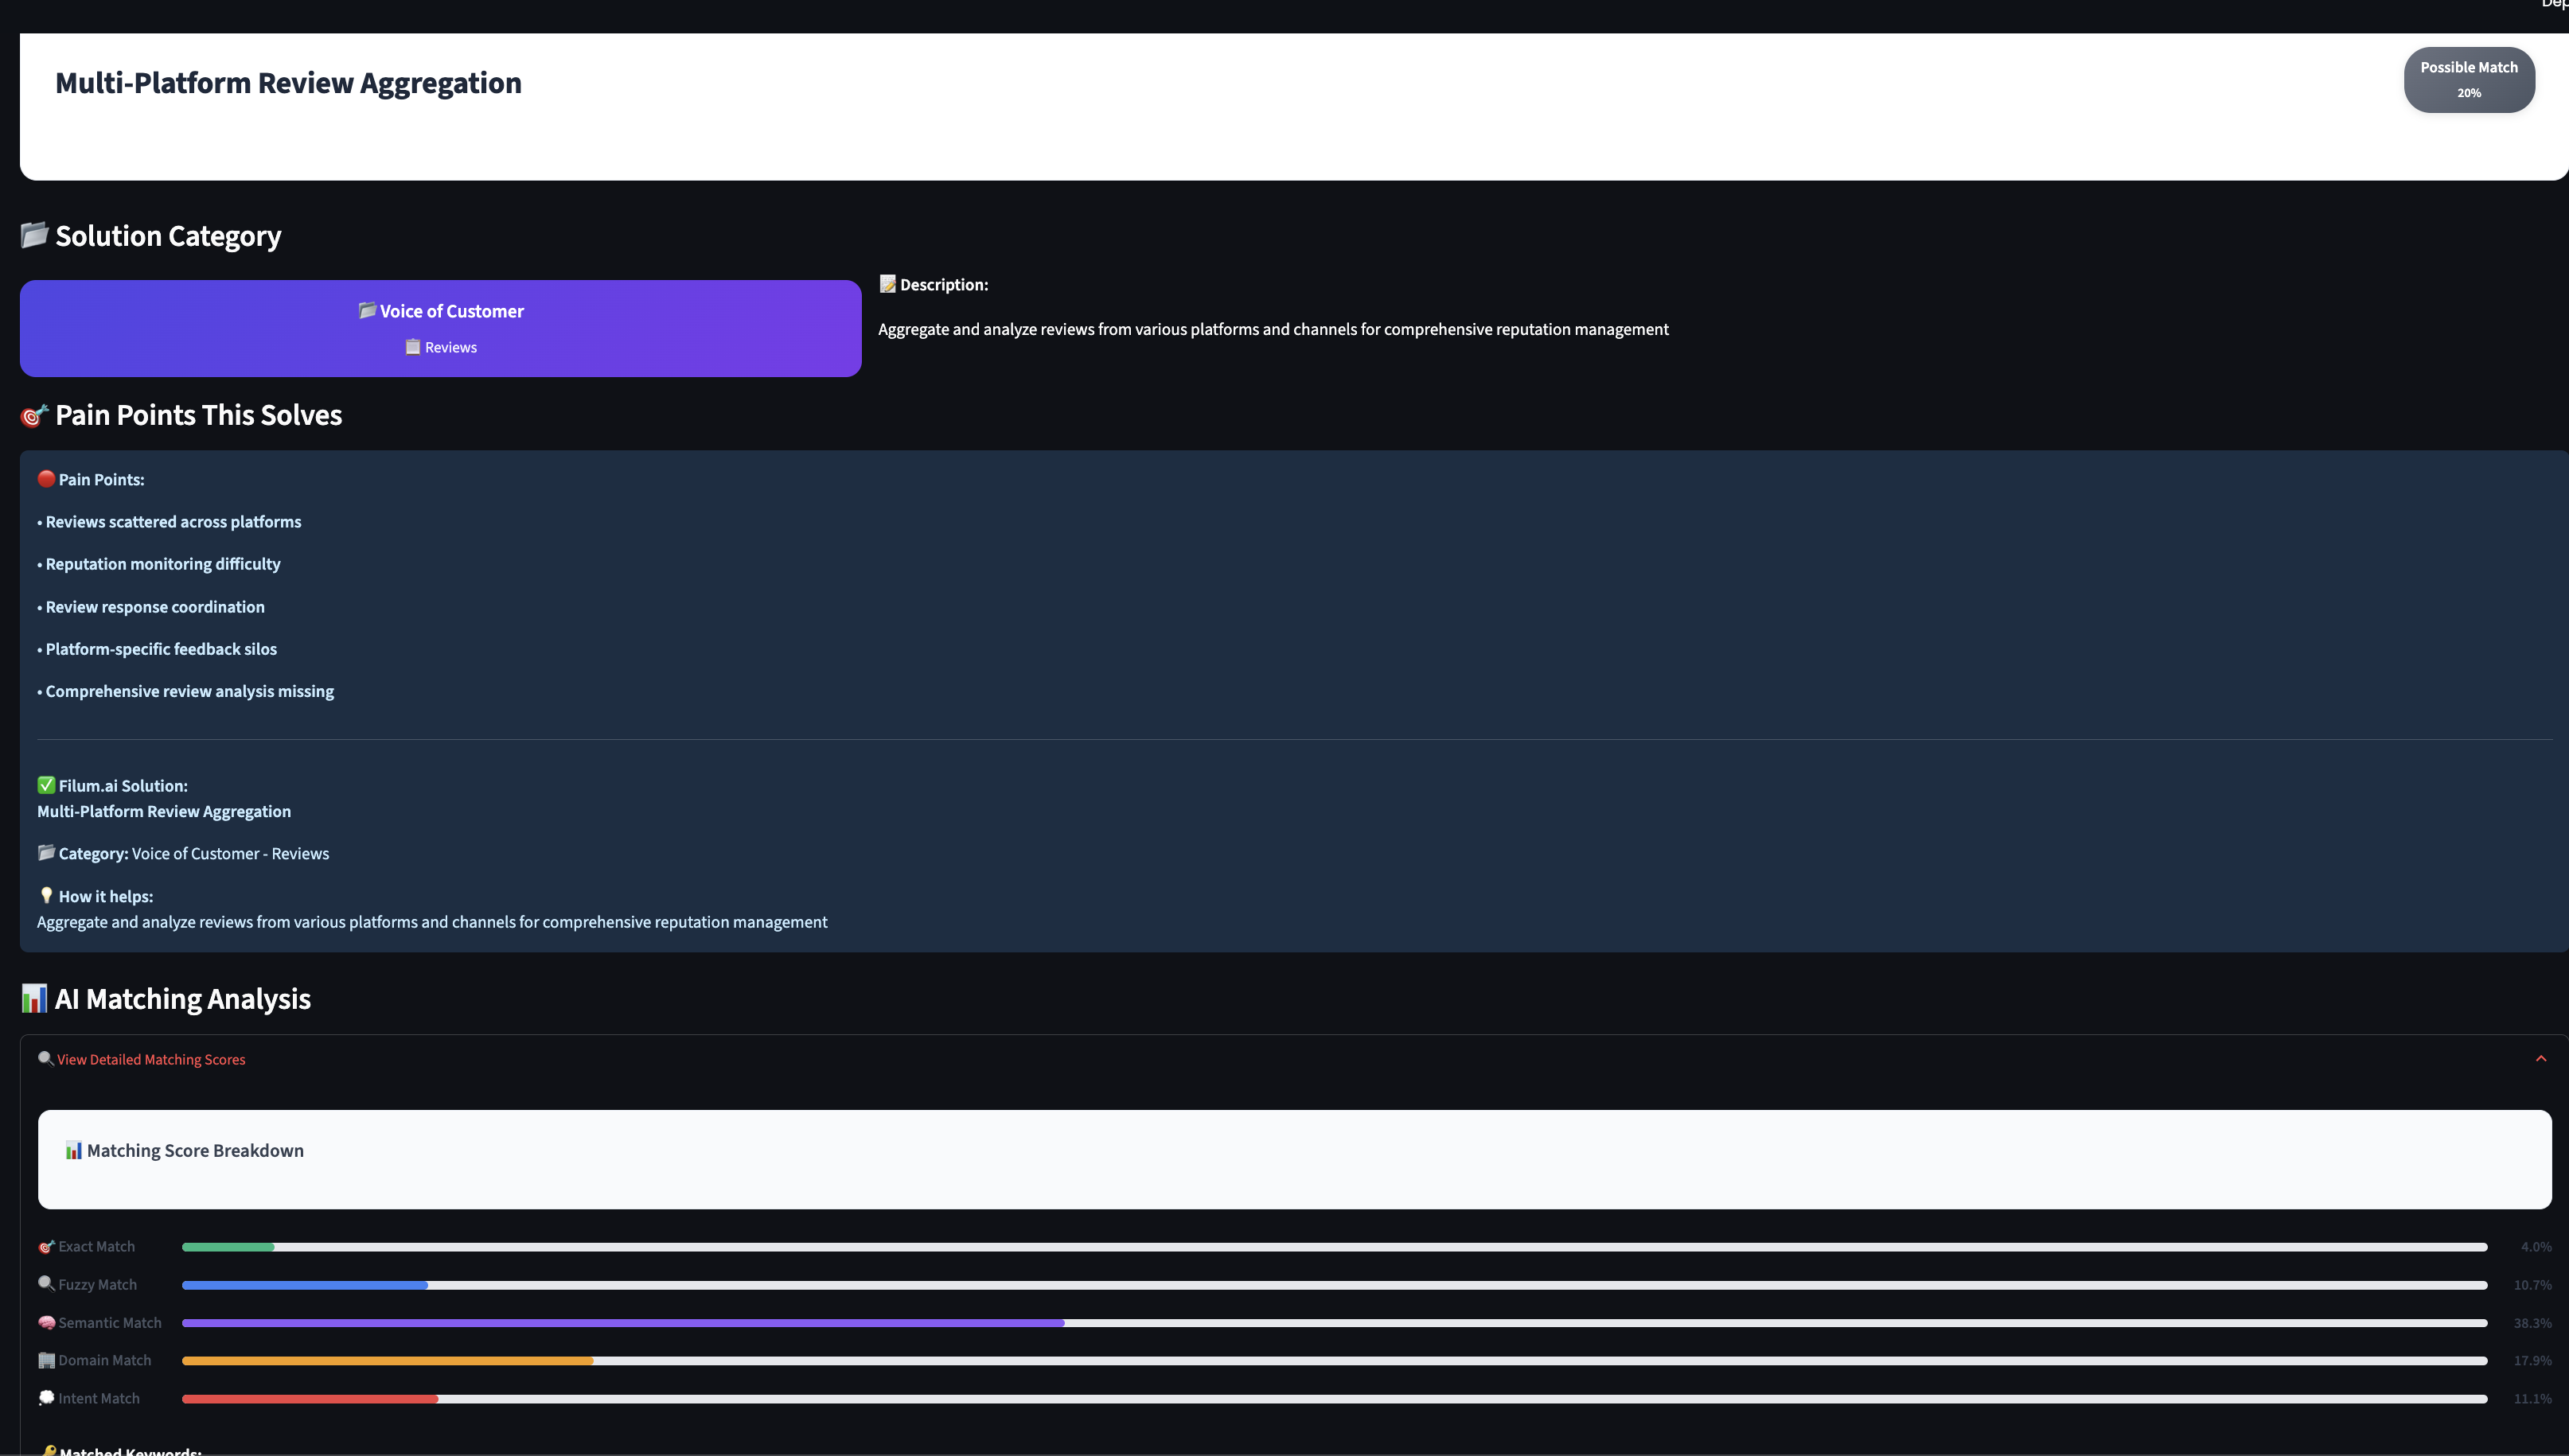 Dep
Multi-Platform Review Aggregation
Possible Match
20%
Solution Category
Voice of Customer
Reviews
Description:
Aggregate and analyze reviews from various platforms and channels for comprehensive reputation management
Pain Points This Solves
Pain Points:
• Reviews scattered across platforms
• Reputation monitoring difficulty
• Review response coordination
• Platform-specific feedback silos
• Comprehensive review analysis missing
Filum.ai Solution:
Multi-Platform Review Aggregation
Category: Voice of Customer - Reviews
How it helps:
Aggregate and analyze reviews from various platforms and channels for comprehensive reputation management
AI Matching Analysis
View Detailed Matching Scores
Matching Score Breakdown
Exact Match 4.0%
Fuzzy Match 10.7%
Semantic Match 38.3%
Domain Match 17.9%
Intent Match 11.1%
Matched Keywords: